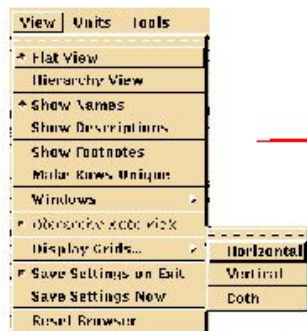 View Units Tools
Flat View
Hierarchy View
Show Names
Show Descriptions
Show Footnotes
Make Rows Unique
Windows
Display Grids...
Horizontal
Save Settings on Exit
Vertical
Save Settings Now
Both
Reset Browser